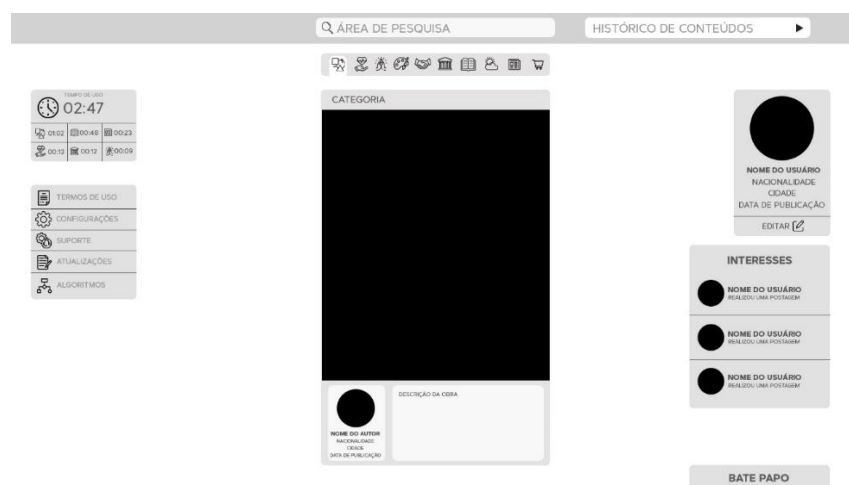 ÁREA DE PESQUISA
HISTÓRICO DE CONTEÚDOS
TEMPO DE USO
02:47
01:02 00:48 00:23
00:13 00:12 00:09
TERMOS DE USO
CONFIGURAÇÕES
SUPORTE
ATUALIZAÇÕES
ALGORITMOS
CATEGORIA
NOME DO AUTOR
NACIONALIDADE
CIDADE
DATA DE PUBLICAÇÃO
DESCRIÇÃO DA OBRA
NOME DO USUÁRIO
NACIONALIDADE
CIDADE
DATA DE PUBLICAÇÃO
EDITAR
INTERESSES
NOME DO USUÁRIO
REALIZOU UMA POSTAGEM
NOME DO USUÁRIO
REALIZOU UMA POSTAGEM
NOME DO USUÁRIO
REALIZOU UMA POSTAGEM
BATE PAPO